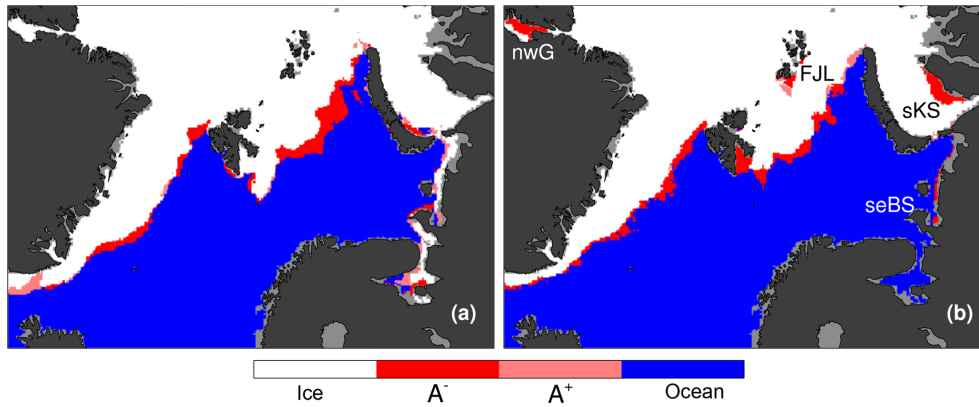 nwG
FJL
sKS
seBS
(a)
(b)
Ice
A⁻
A⁺
Ocean